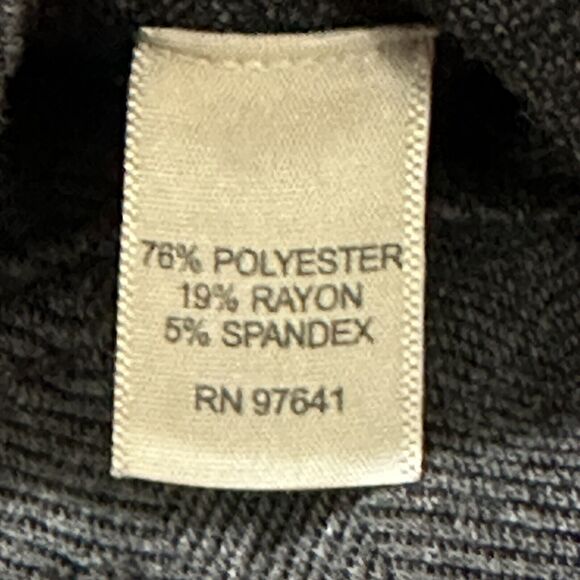 76% POLYESTER
19% RAYON
5% SPANDEX
RN 97641